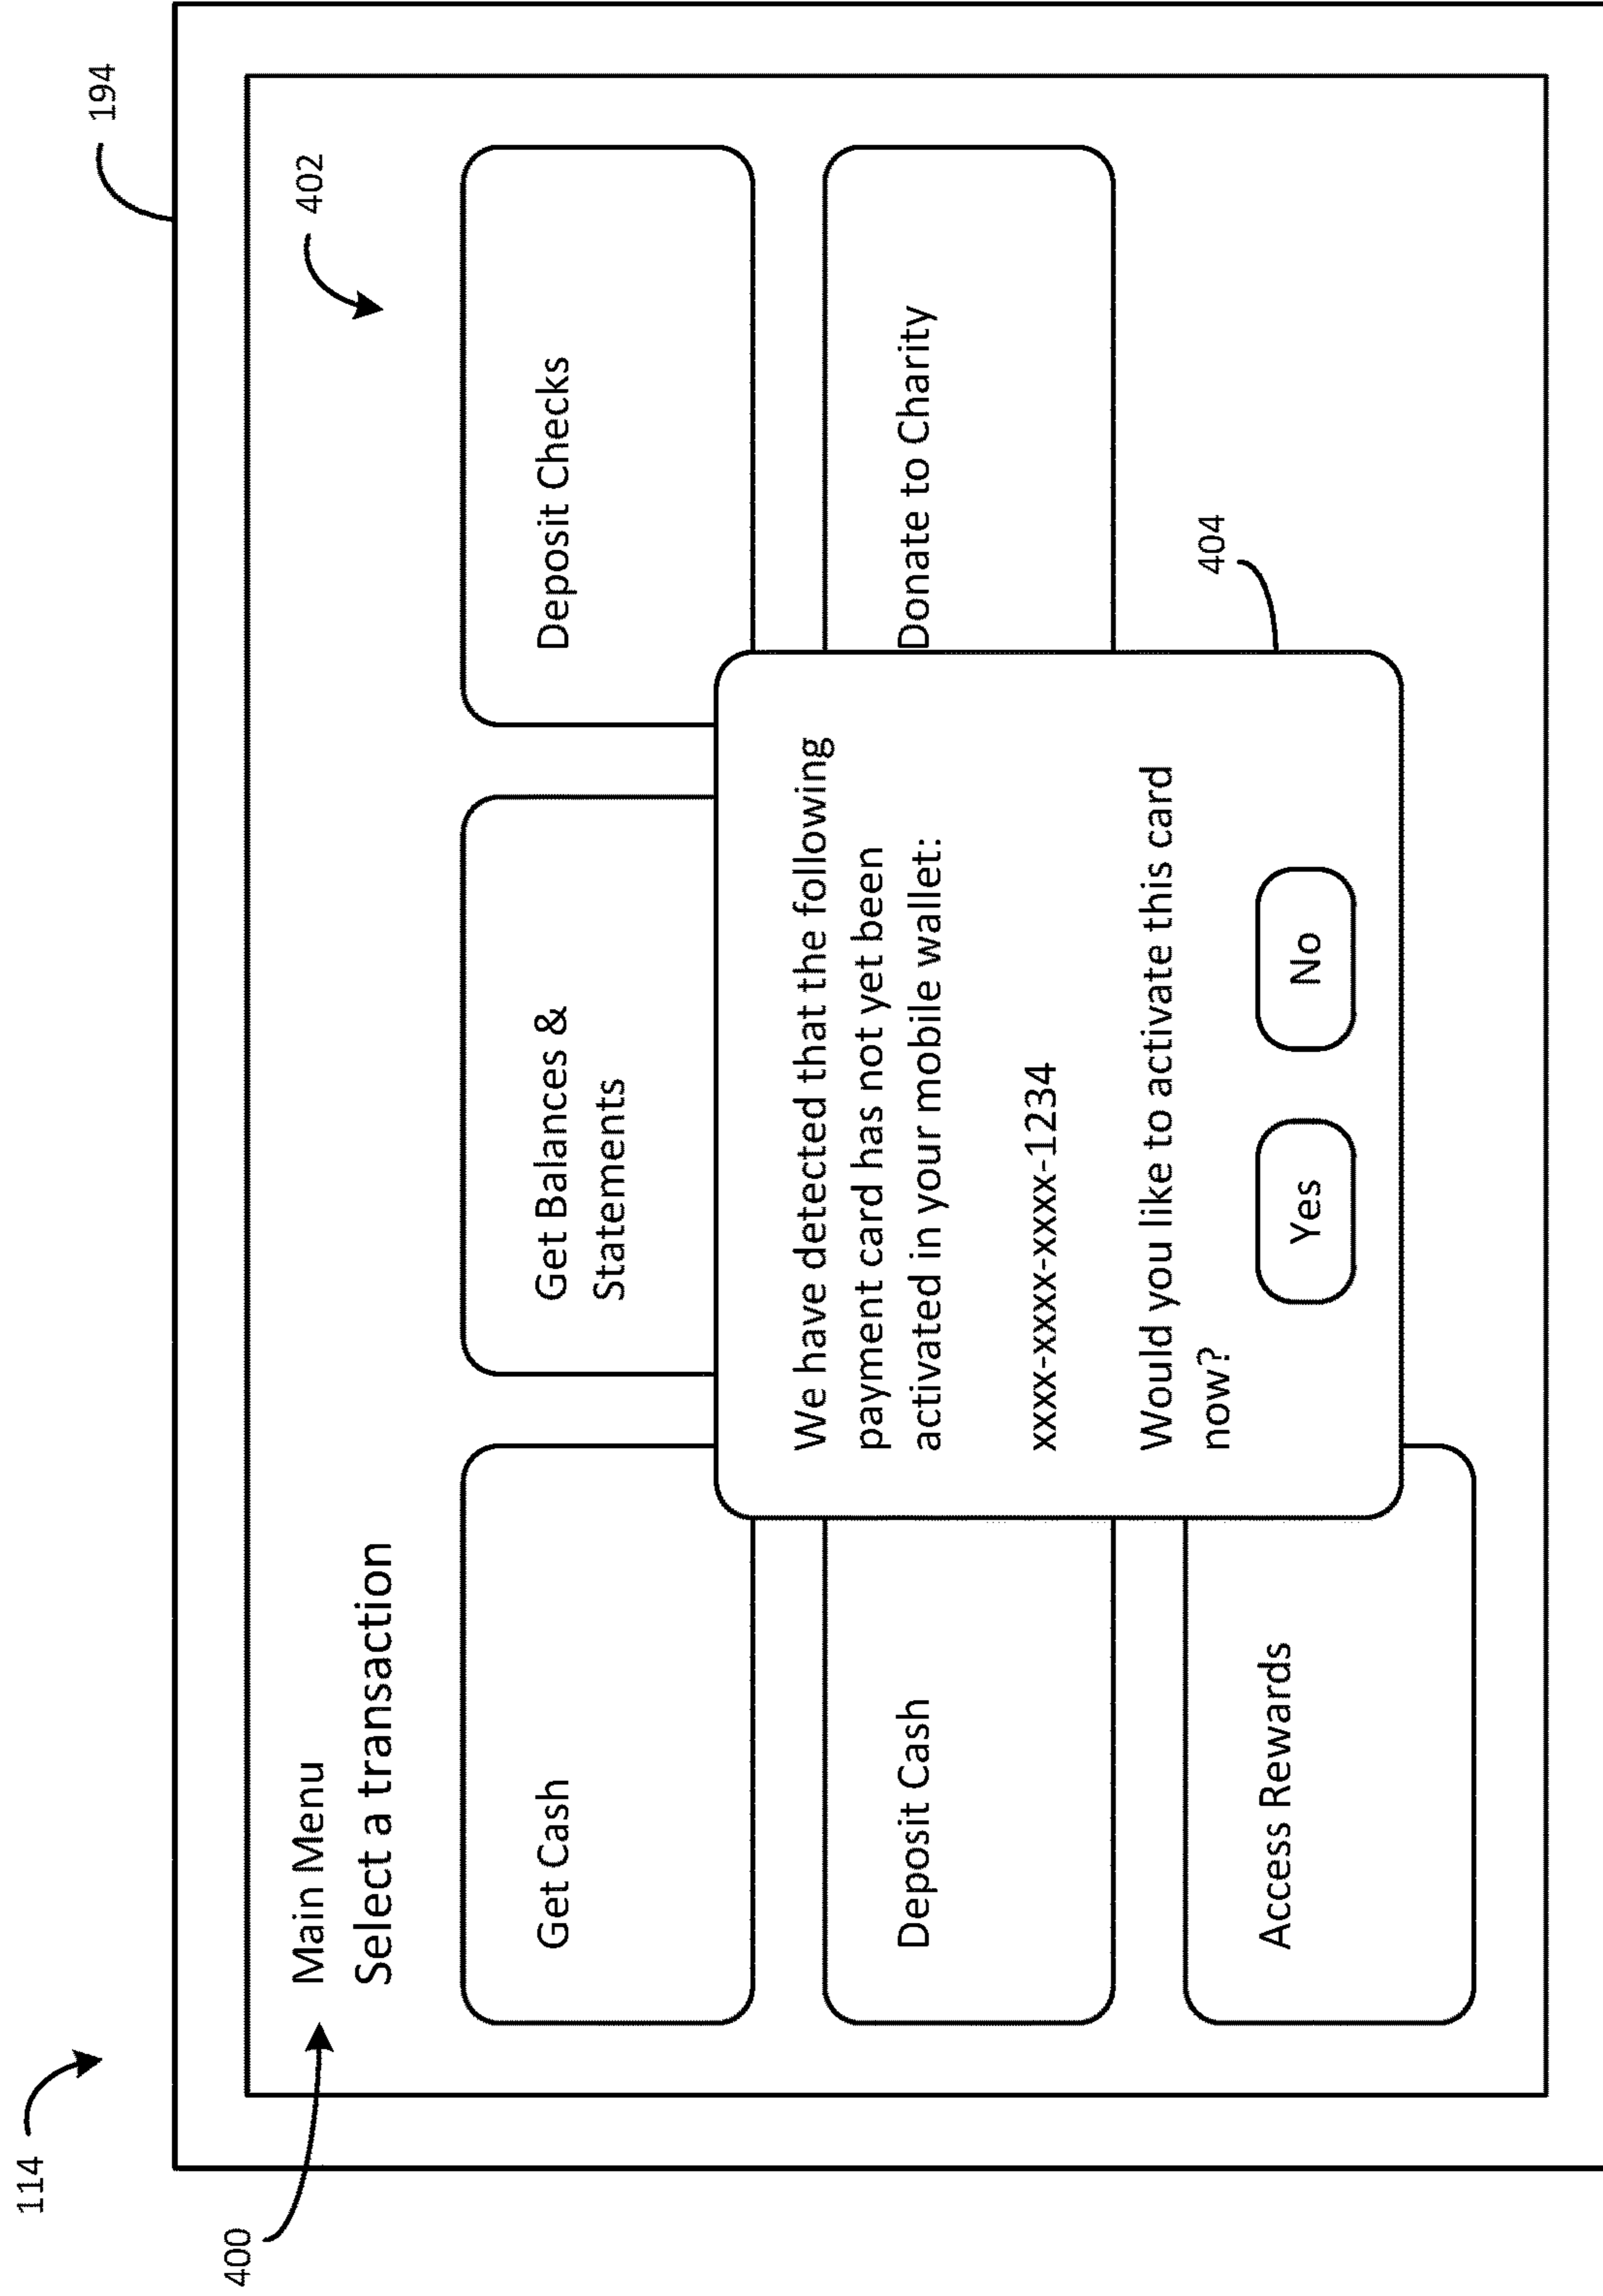 114
194
400
Main Menu
Select a transaction
402
Get Cash
Get Balances &
Statements
Deposit Checks
Deposit Cash
Donate to Charity
Access Rewards
We have detected that the following
payment card has not yet been
activated in your mobile wallet:
xxxx-xxxx-xxxx-1234
Would you like to activate this card
now?
Yes
No
404